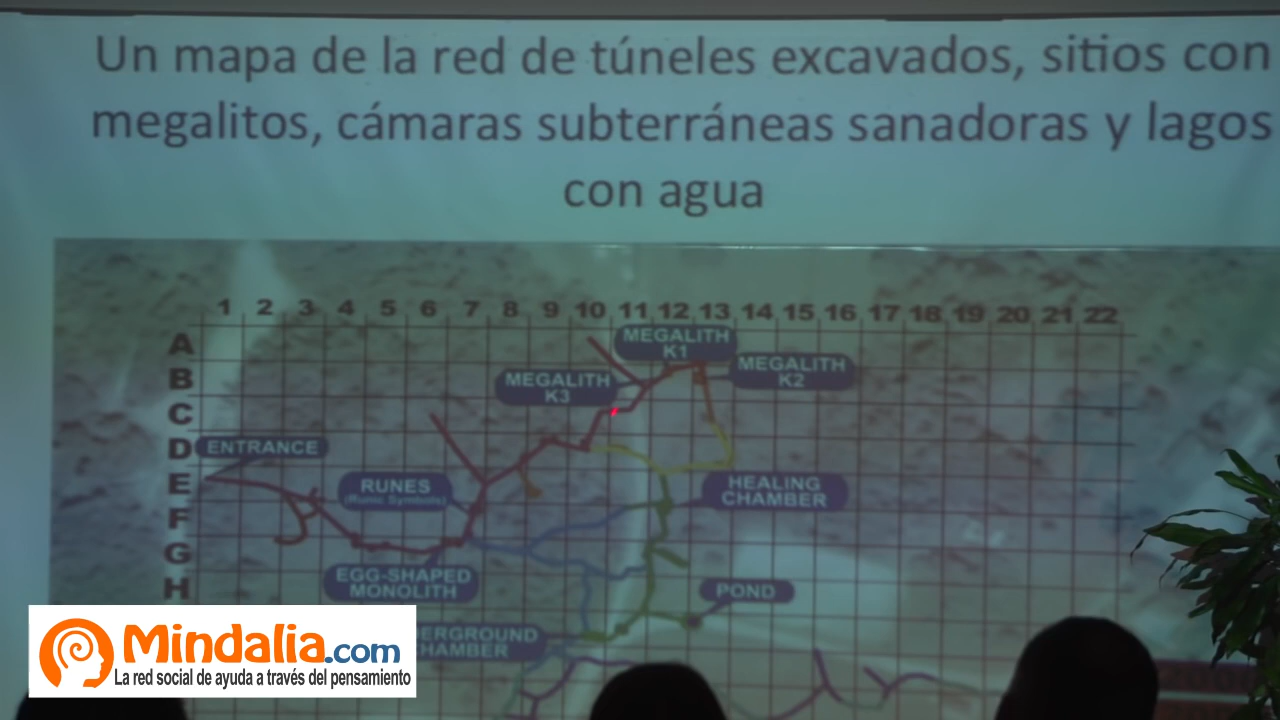 Un mapa de la red de túneles excavados, sitios con
megalitos, cámaras subterráneas sanadoras y lagos
con agua
1 2 3 4 5 6 7 8 9 10 11 12 13 14 15 16 17 18 19 20 21 22
A
MEGALITH
K1
B
MEGALITH
K2
MEGALITH
K3
C
D
ENTRANCE
E
RUNES
(Runic Symbols)
HEALING
CHAMBER
F
G
EGG-SHAPED
MONOLITH
H
POND
Mindalia.com
La red social de ayuda a través del pensamiento